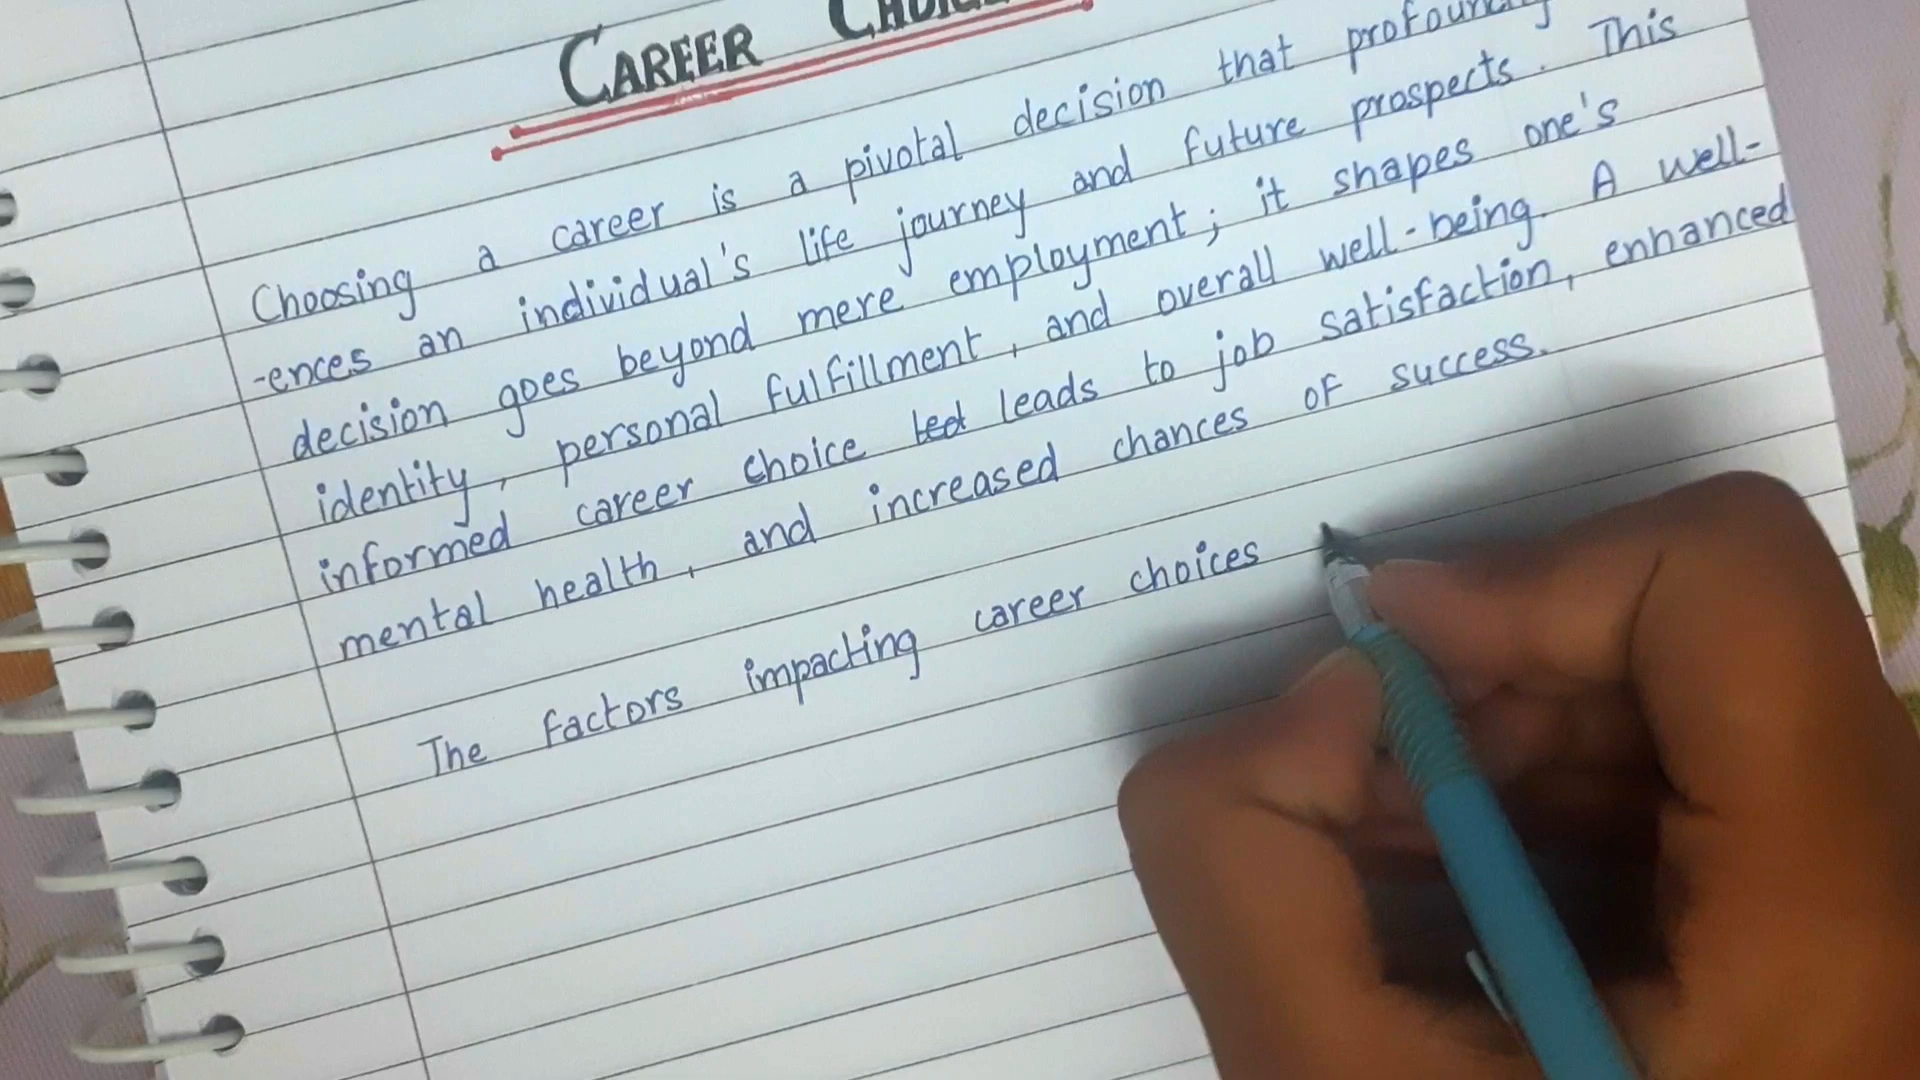 CAREER
Choosing a career is a pivotal decision that
-ences an individual's life journey and future prospects. This
decision goes beyond mere employment; it shapes one's
identity, personal fulfillment, and overall well-being. A well-
informed career choice led leads to job satisfaction, enhanced
mental health, and increased chances of success.
The factors impacting career choices